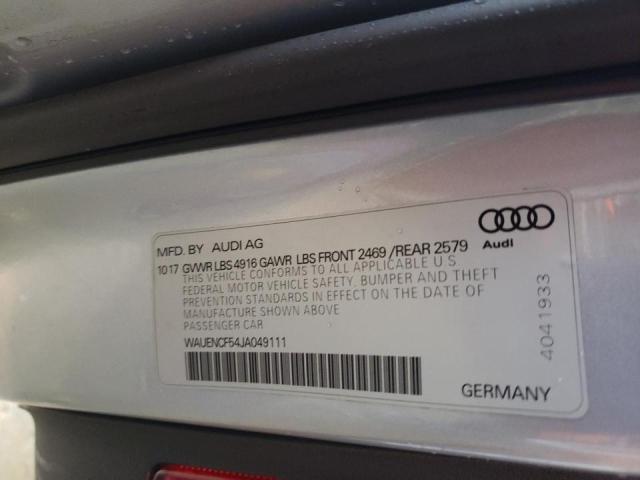 MFD. BY AUDI AG
Audi
10 17 GVWR LBS 4916 GAWR LBS FRONT 2469 /REAR 2579
THIS VEHICLE CONFORMS TO ALL APPLICABLE U S
FEDERAL MOTOR VEHICLE SAFETY, BUMPER AND THEFT
PREVENTION STANDARDS IN EFFECT ON THE DATE OF
MANUFACTURE SHOWN ABOVE
PASSENGER CAR
WAUENCF54JA049111
4041933
GERMANY